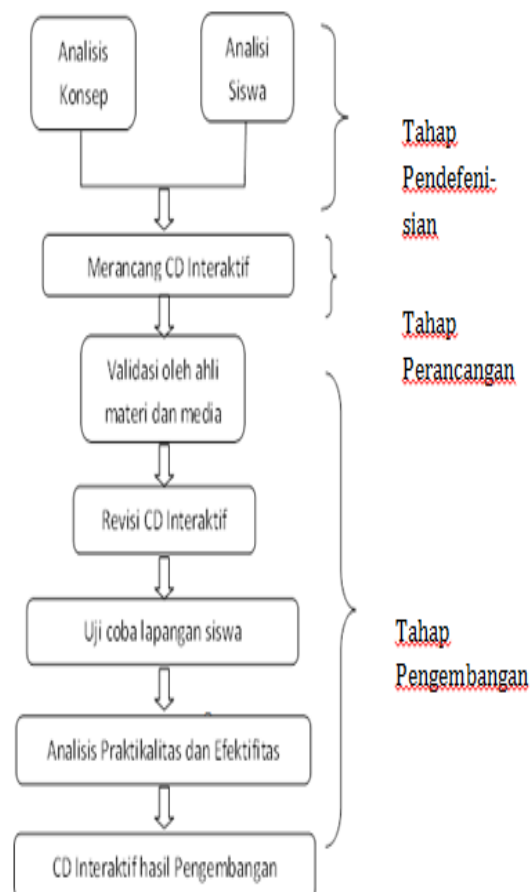 Analisis
Konsep
Analisi
Siswa
Tahap
Pendefeni-
sian
Merancang CD Interaktif
Tahap
Perancangan
Validasi oleh ahli
materi dan media
Revisi CD Interaktif
Uji coba lapangan siswa
Tahap
Pengembangan
Analisis Praktikalitas dan Efektifitas
CD Interaktif hasil Pengembangan